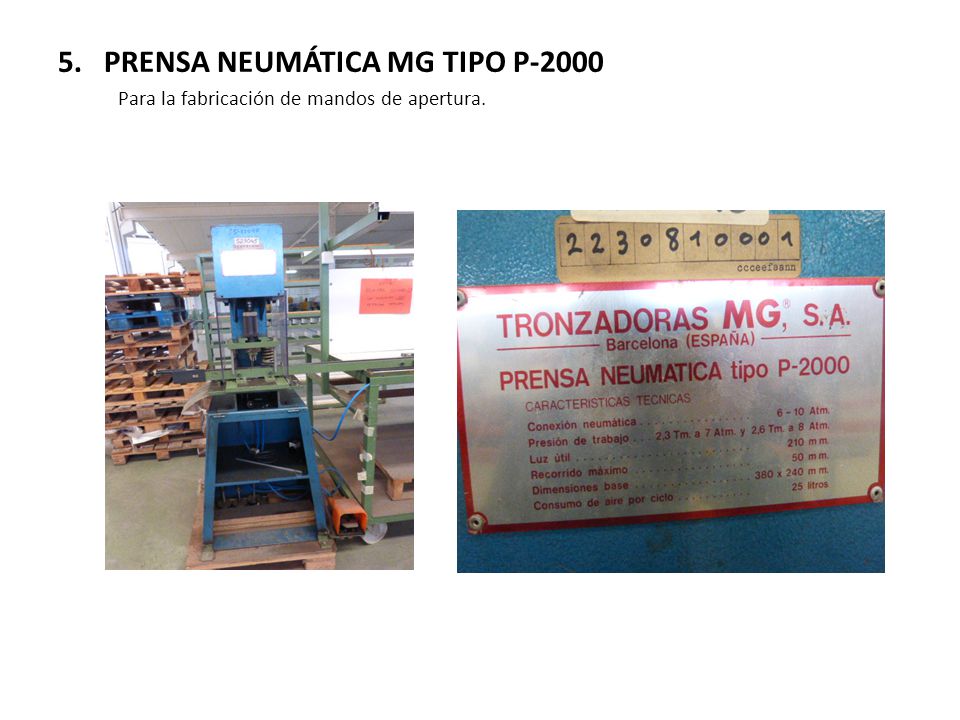 5. PRENSA NEUMÁTICA MG TIPO P-2000
Para la fabricación de mandos de apertura.
523045
2230810001
ccceefaann
TRONZADORAS MG®, S.A.
Barcelona (ESPAÑA)
PRENSA NEUMATICA tipo P-2000
CARACTERISTICAS TECNICAS
Conexión neumática . . . . . . . . . . . . . . . . 6 - 10 Atm.
Presión de trabajo . . . 2,3 Tm. a 7 Atm. y 2,6 Tm. a 8 Atm.
Luz útil . . . . . . . . . . . . . . . . . . . . . . . . . 210 m m.
Recorrido máximo . . . . . . . . . . . . . . . . . 50 m m.
Dimensiones base . . . . . . . . . . . . . . . . 380 x 240 m m.
Consumo de aire por ciclo . . . . . . . . . . . 25 litros